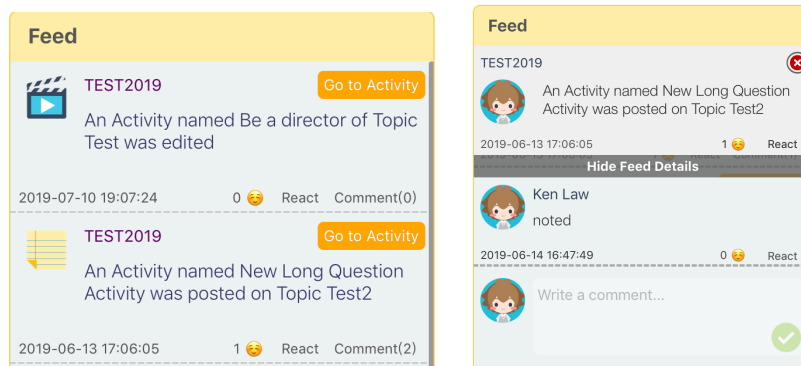 Feed
TEST2019
Go to Activity
An Activity named Be a director of Topic
Test was edited
2019-07-10 19:07:24
0
React
Comment(0)
TEST2019
Go to Activity
An Activity named New Long Question
Activity was posted on Topic Test2
2019-06-13 17:06:05
1
React
Comment(2)
Feed
TEST2019
An Activity named New Long Question
Activity was posted on Topic Test2
2019-06-13 17:06:05
1
React
Hide Feed Details
Ken Law
noted
2019-06-14 16:47:49
0
React
Write a comment...